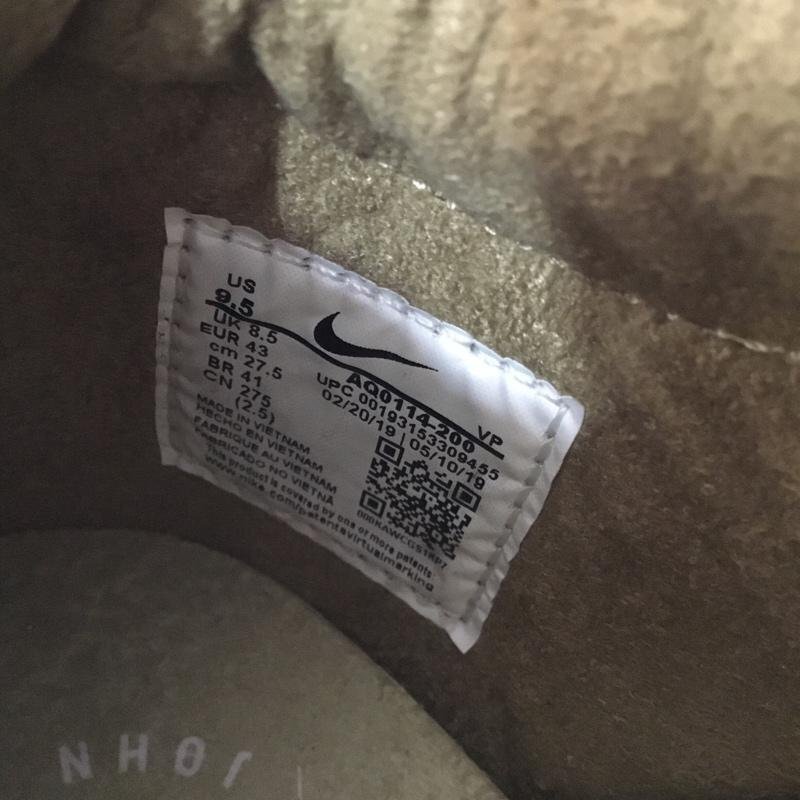 US
9.5
UK 8.5
EUR 43
cm 27.5
BR 41
CN 275
(2.5)
AQ0114-200 VP
UPC 00193153309455
02/20/19 | 05/10/19
MADE IN VIETNAM
HECHO EN VIETNAM
FABRIQUE AU VIETNAM
FABRICADO NO VIETNÃ
This product is covered by one or more patents
www.nike.com/patentsvirtualmarking